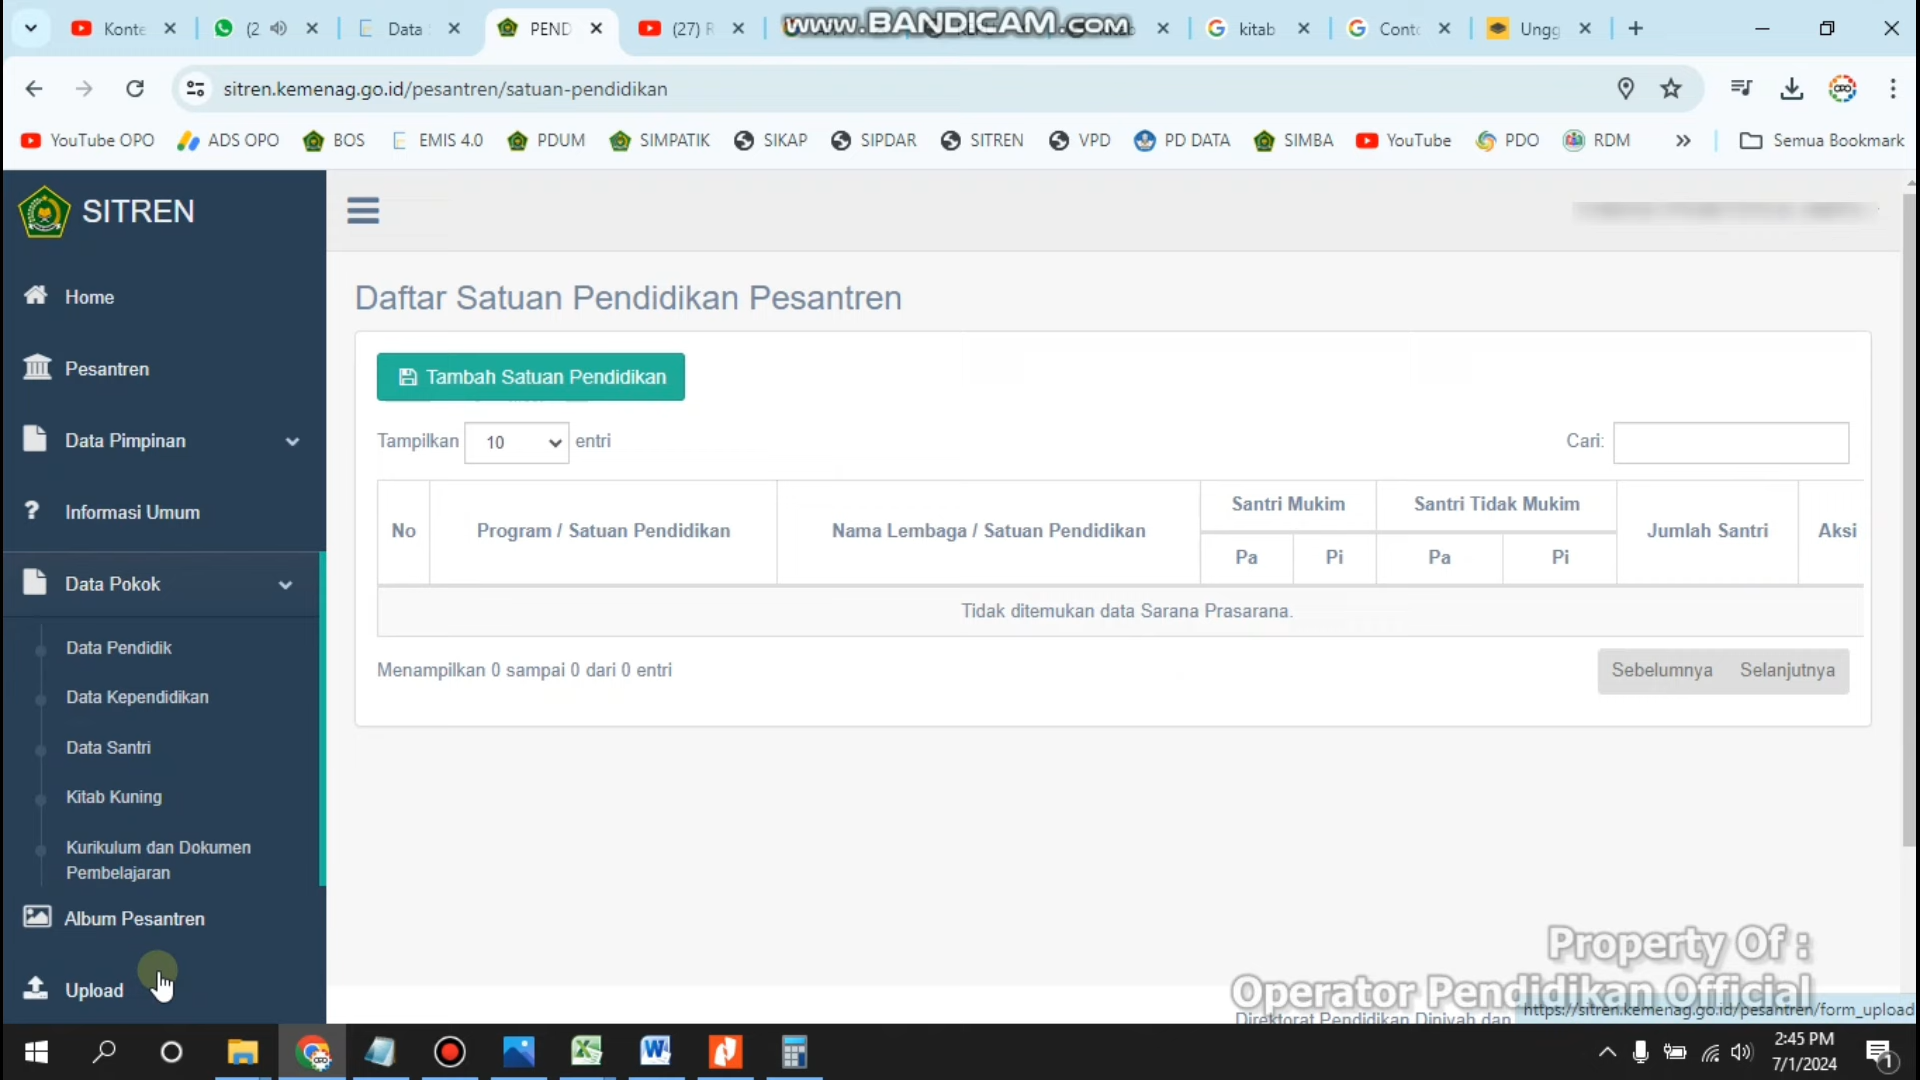 Konte
(2
Data
PEND
(27) R
WWW.BANDICAM.COM
kitab
Conto
Ungg
sitren.kemenag.go.id/pesantren/satuan-pendidikan
YouTube OPO
ADS OPO
BOS
EMIS 4.0
PDUM
SIMPATIK
SIKAP
SIPDAR
SITREN
VPD
PD DATA
SIMBA
YouTube
PDO
RDM
Semua Bookmark
SITREN
Home
Pesantren
Data Pimpinan
Informasi Umum
Data Pokok
Data Pendidik
Data Kependidikan
Data Santri
Kitab Kuning
Kurikulum dan Dokumen
Pembelajaran
Album Pesantren
Upload
Daftar Satuan Pendidikan Pesantren
Tambah Satuan Pendidikan
Tampilkan 10 entri
Cari:
No
Program / Satuan Pendidikan
Nama Lembaga / Satuan Pendidikan
Santri Mukim
Santri Tidak Mukim
Jumlah Santri
Aksi
Pa
Pi
Pa
Pi
Tidak ditemukan data Sarana Prasarana.
Menampilkan 0 sampai 0 dari 0 entri
Sebelumnya
Selanjutnya
Property Of :
Operator Pendidikan Official
Direktorat Pendidikan Diniyah dan
https://sitren.kemenag.go.id/pesantren/form_upload
2:45 PM
7/1/2024
1